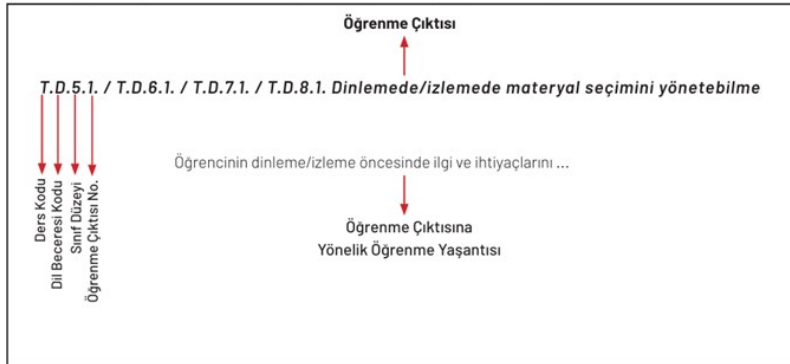 Öğrenme Çıktısı
T.D.5.1. / T.D.6.1. / T.D.7.1. / T.D.8.1. Dinlemede/izlemede materyal seçimini yönetebilme
Öğrencinin dinleme/izleme öncesinde ilgi ve ihtiyaçlarını ...
Ders Kodu
Dil Beceresi Kodu
Sınıf Düzeyi
Öğrenme Çıktısı No.
Öğrenme Çıktısına
Yönelik Öğrenme Yaşantısı